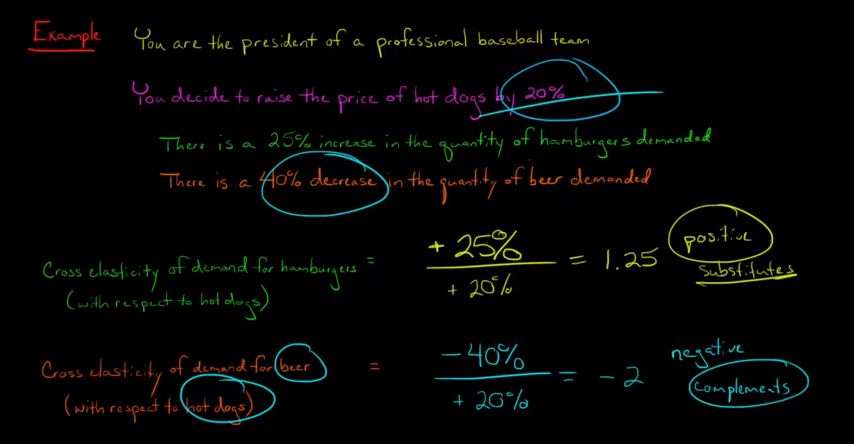 Example
You are the president of a professional baseball team
You decide to raise the price of hot dogs by 20%
There is a 25% increase in the quantity of hamburgers demanded
There is a 40% decrease in the quantity of beer demanded
Cross elasticity of demand for hamburgers = +25% / +20% = 1.25 positive
(with respect to hot dogs) substitutes
Cross elasticity of demand for beer = -40% / +20% = -2 negative
(with respect to hot dogs) complements